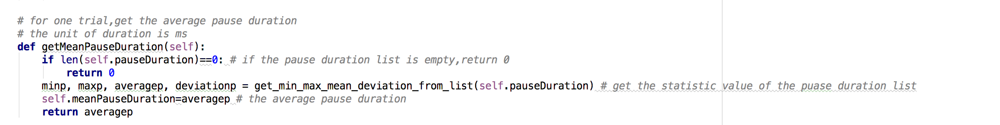 # for one trial,get the average pause duration
# the unit of duration is ms
def getMeanPauseDuration(self):
    if len(self.pauseDuration)==0: # if the pause duration list is empty,return 0
        return 0
    minp, maxp, averagep, deviationp = get_min_max_mean_deviation_from_list(self.pauseDuration) # get the statistic value of the puase duration list
    self.meanPauseDuration=averagep # the average pause duration
    return averagep